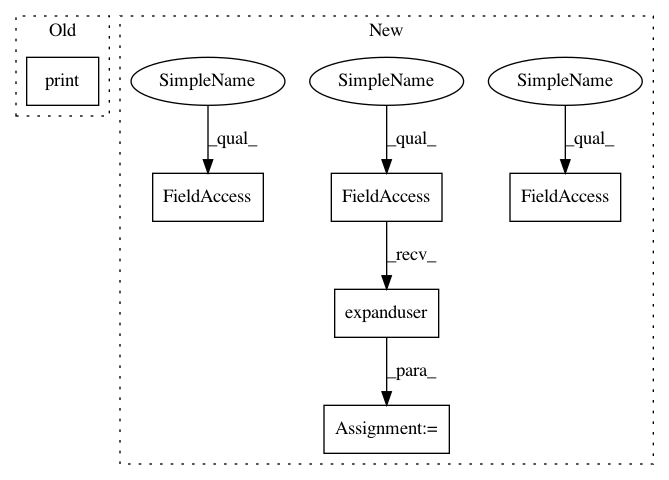 Old
New
print
SimpleName
SimpleName
SimpleName
_qual_
_qual_
_qual_
FieldAccess
FieldAccess
FieldAccess
_recv_
expanduser
_para_
Assignment:=